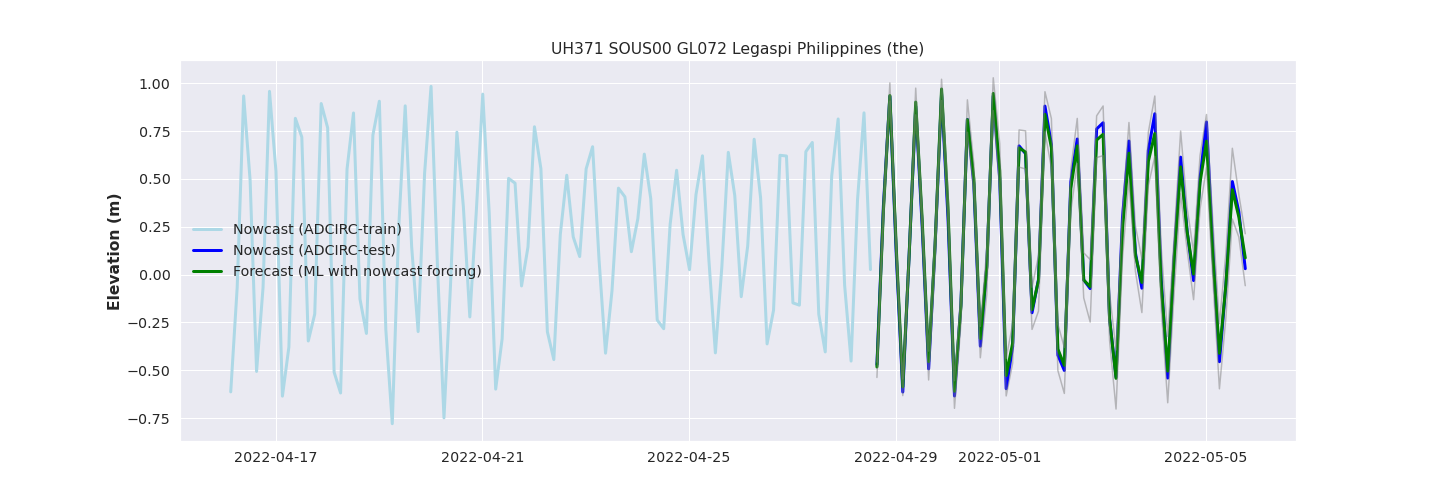 UH371 SOUS00 GL072 Legaspi Philippines (the)
Elevation (m)
1.00
0.75
0.50
0.25
0.00
−0.25
−0.50
−0.75
Nowcast (ADCIRC-train)
Nowcast (ADCIRC-test)
Forecast (ML with nowcast forcing)
2022-04-17 2022-04-21 2022-04-25 2022-04-29 2022-05-01 2022-05-05